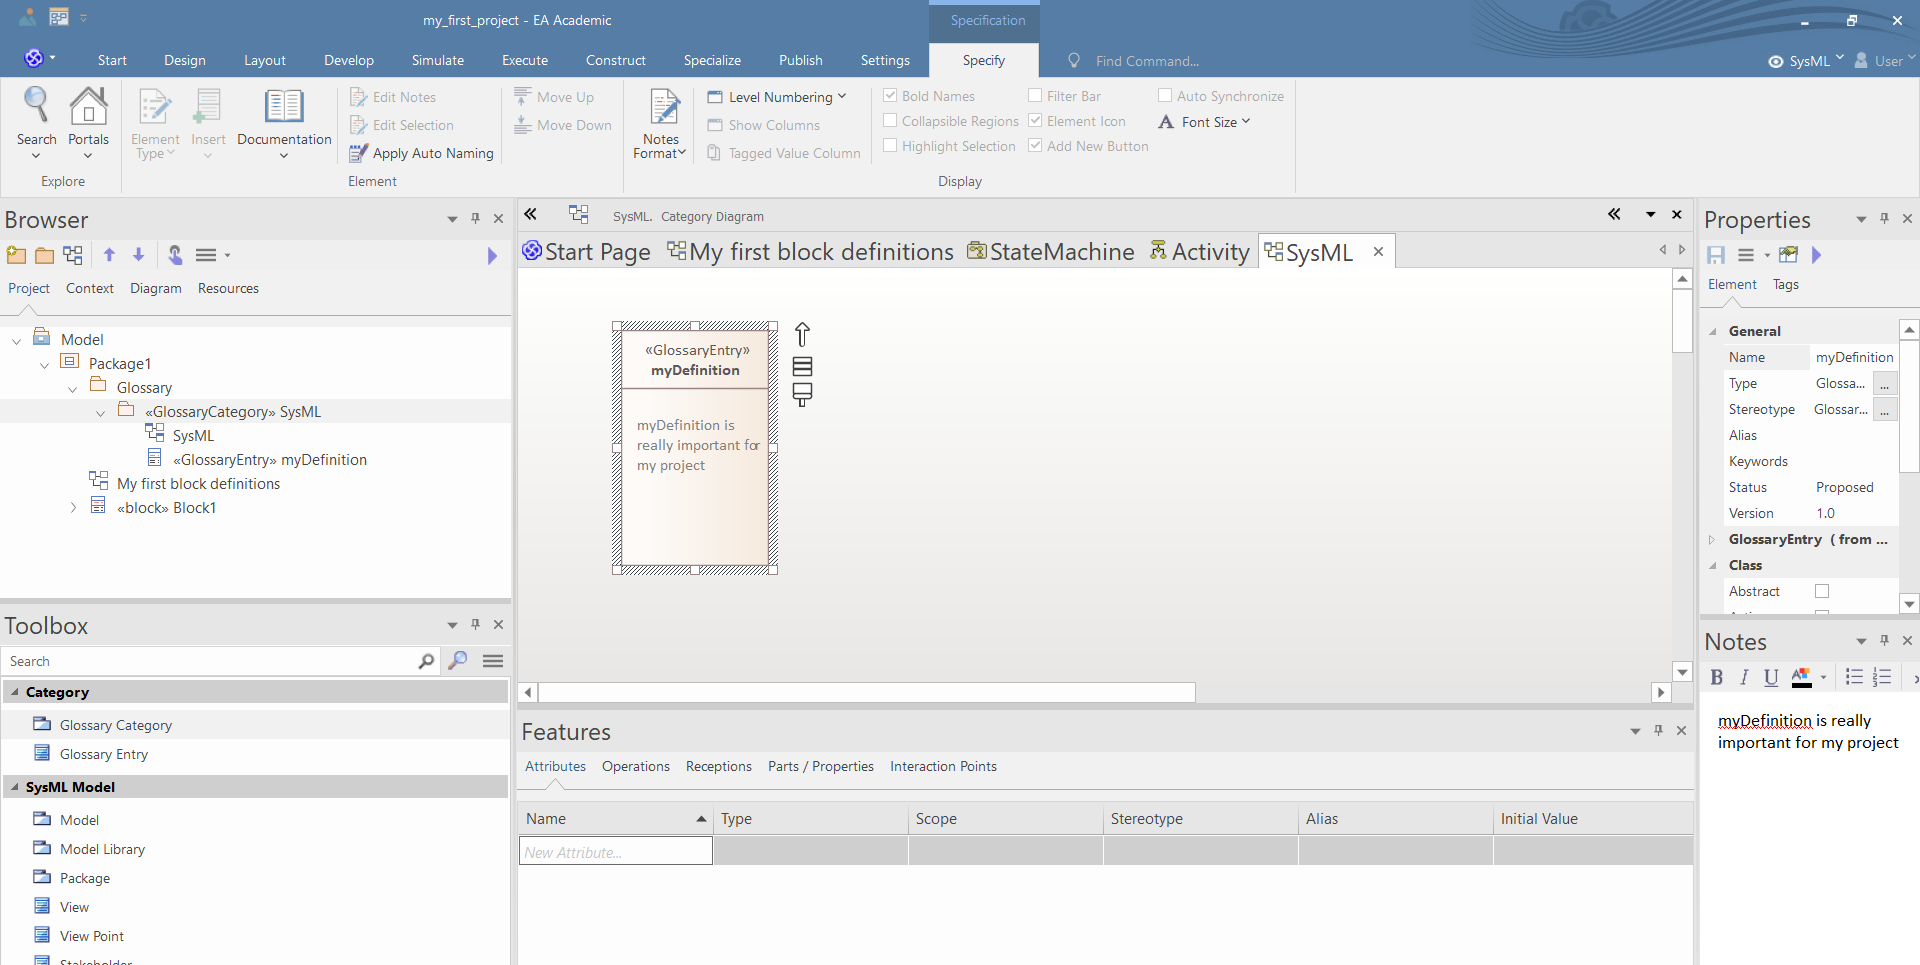 my_first_project - EA Academic
Specification
Start Design Layout Develop Simulate Execute Construct Specialize Publish Settings Specify Find Command... SysML User
Search Portals
Explore
Element Type Insert Documentation
Edit Notes
Edit Selection
Apply Auto Naming
Move Up
Move Down
Element
Notes Format
Level Numbering
Show Columns
Tagged Value Column
Bold Names Filter Bar Auto Synchronize
Collapsible Regions Element Icon Font Size
Highlight Selection Add New Button
Display
Browser
Project Context Diagram Resources
Model
Package1
Glossary
«GlossaryCategory» SysML
SysML
«GlossaryEntry» myDefinition
My first block definitions
«block» Block1
Toolbox
Search
Category
Glossary Category
Glossary Entry
SysML Model
Model
Model Library
Package
View
View Point
Stakeholder
SysML. Category Diagram
Start Page My first block definitions StateMachine Activity SysML
«GlossaryEntry»
myDefinition
myDefinition is
really important for
my project
Features
Attributes Operations Receptions Parts / Properties Interaction Points
Name Type Scope Stereotype Alias Initial Value
New Attribute...
Properties
Element Tags
General
Name myDefinition
Type Glossa... ...
Stereotype Glossar... ...
Alias
Keywords
Status Proposed
Version 1.0
GlossaryEntry ( from ...
Class
Abstract
Notes
B I U
myDefinition is really
important for my project